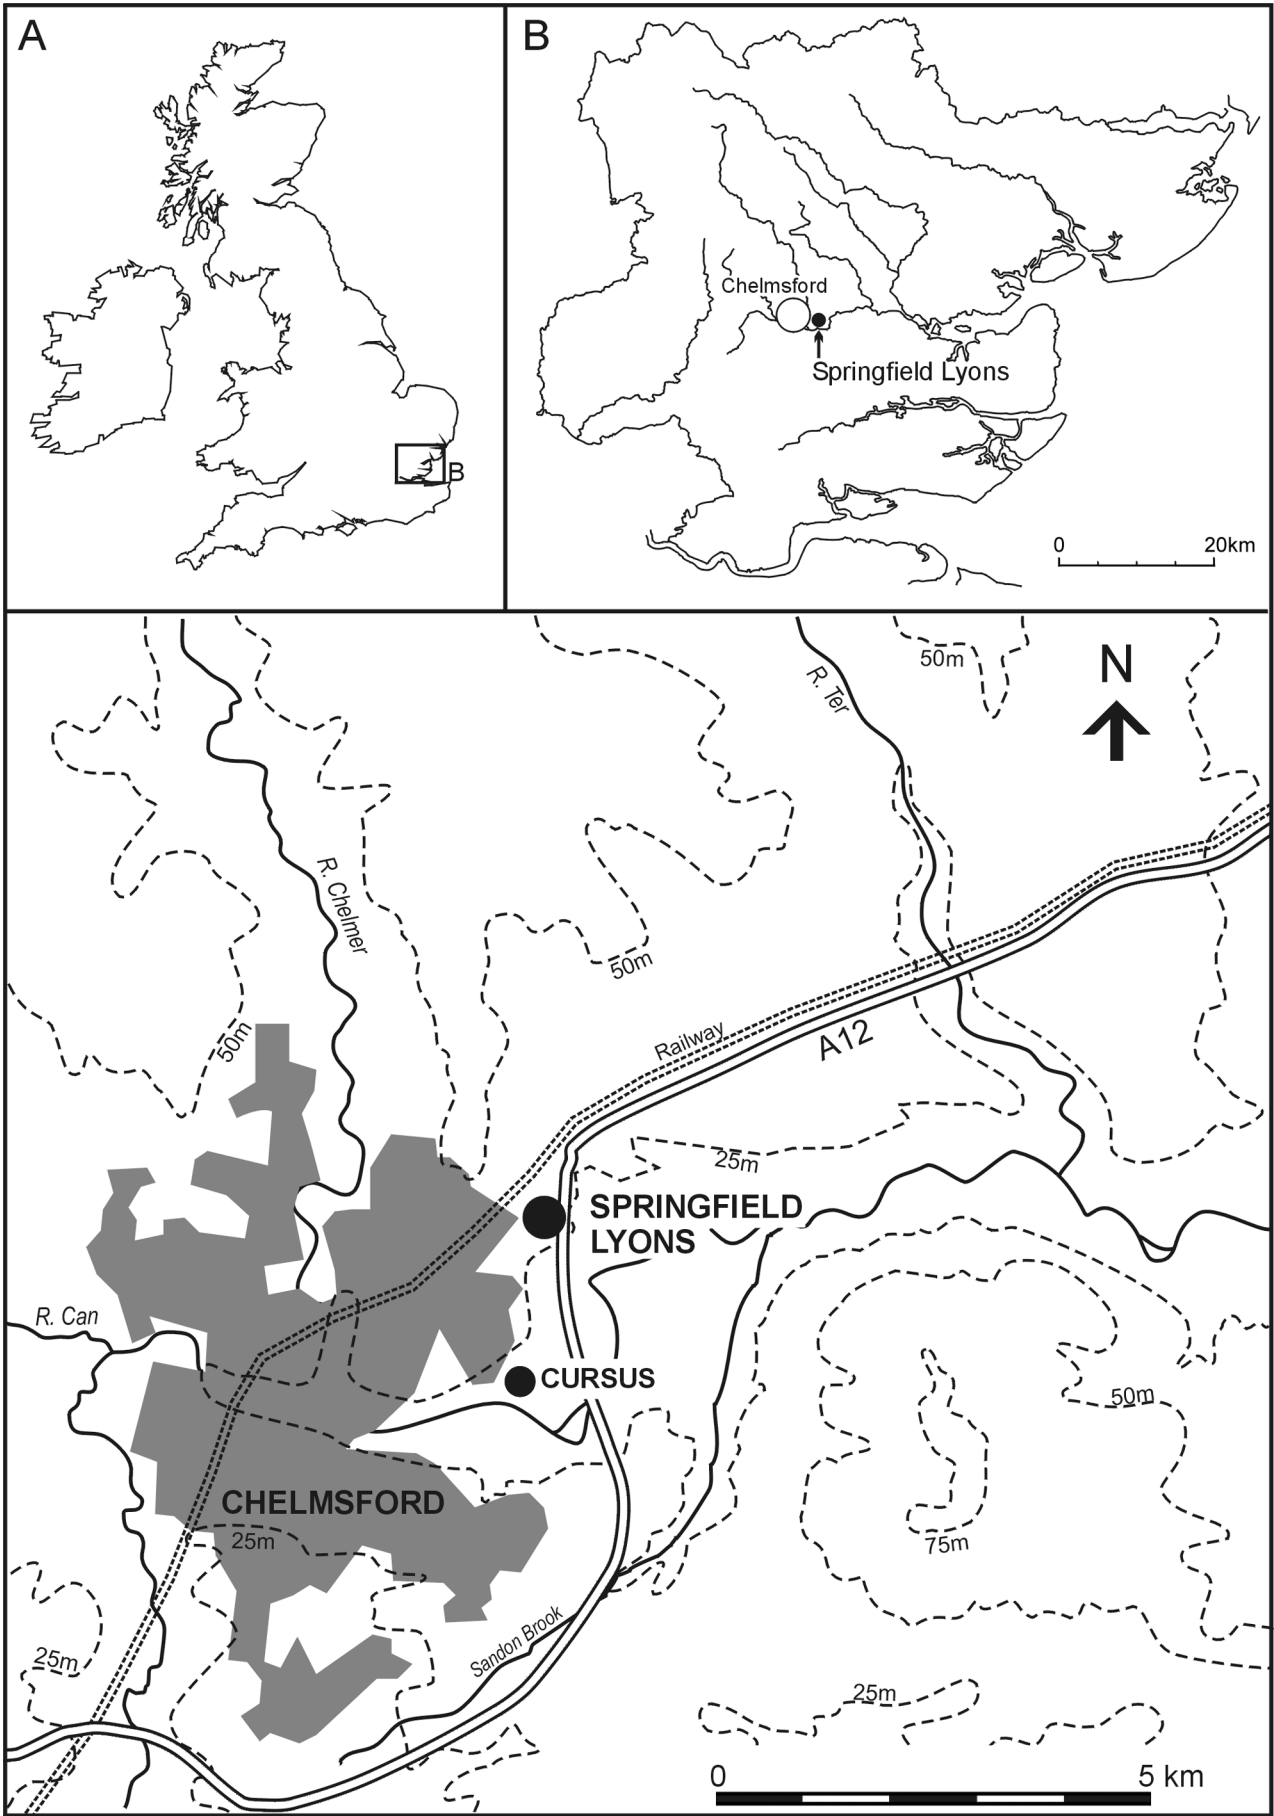 A
B
B
Chelmsford
Springfield Lyons
0 20km
50m
N
R. Ter
R. Chelmer
50m
50m
Railway
A12
25m
SPRINGFIELD
LYONS
R. Can
CURSUS
50m
CHELMSFORD
25m
75m
Sandon Brook
25m
25m
0 5 km